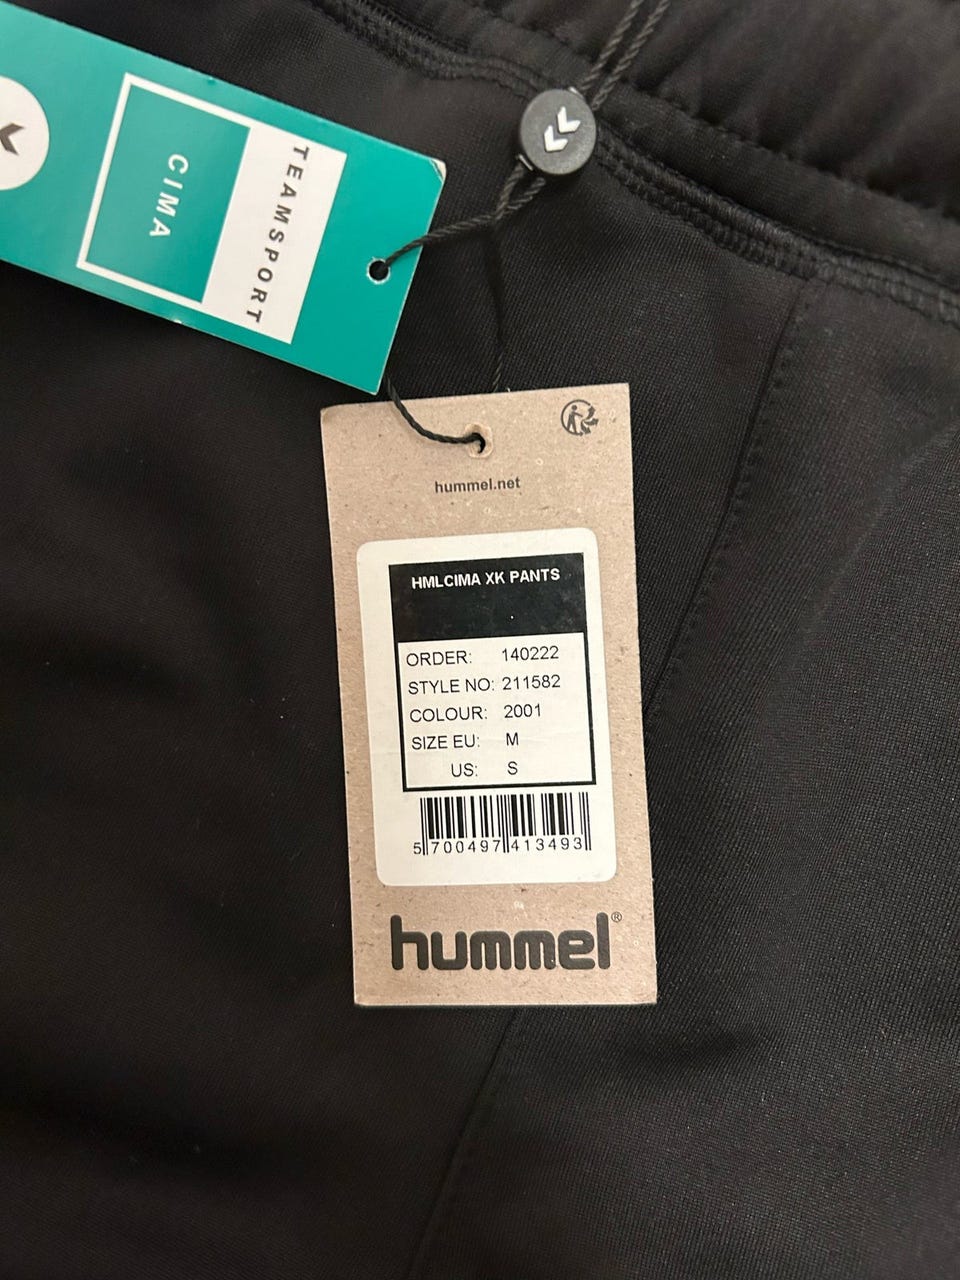 TEAMSPORT
CIMA
hummel.net
HMLCIMA XK PANTS
ORDER: 140222
STYLE NO: 211582
COLOUR: 2001
SIZE EU: M
US: S
5 700497 413493
hummel®